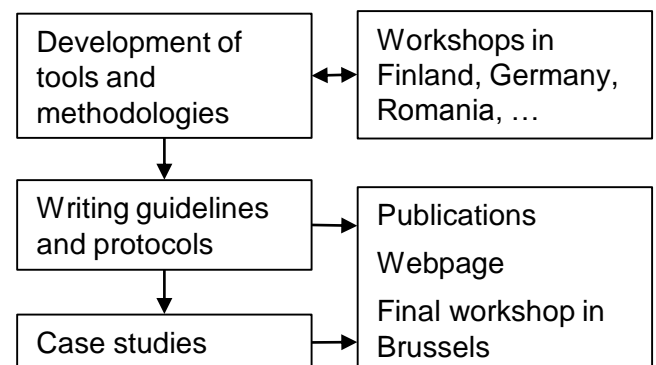 Development of
tools and
methodologies
Workshops in
Finland, Germany,
Romania, …
Writing guidelines
and protocols
Publications
Webpage
Final workshop in
Brussels
Case studies